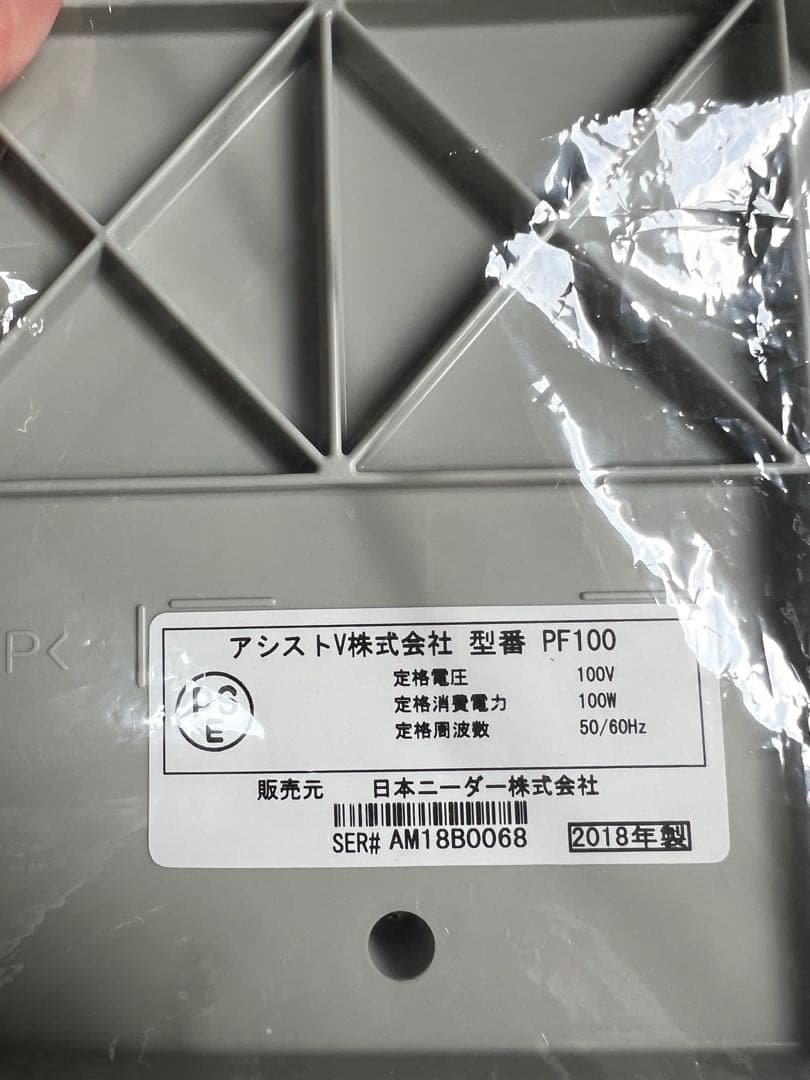 P<
アシストV株式会社 型番 PF100
PS
E
定格電圧 100V
定格消費電力 100W
定格周波数 50/60Hz
販売元 日本ニーダー株式会社
SER# AM18B0068 2018年製